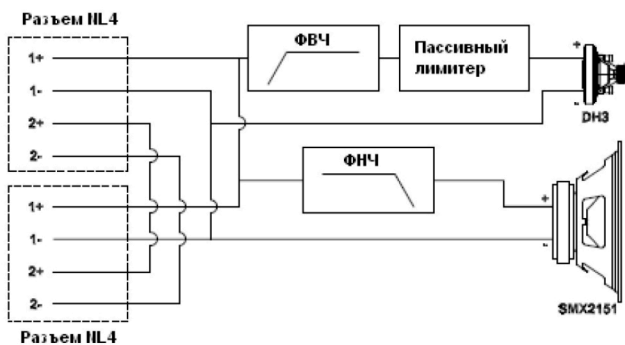 Разъем NL4
1+
1-
2+
2-
1+
1-
2+
2-
Разъем NL4
ФВЧ
Пассивный
лимитер
+
-
DH3
ФНЧ
+
-
SMX2151